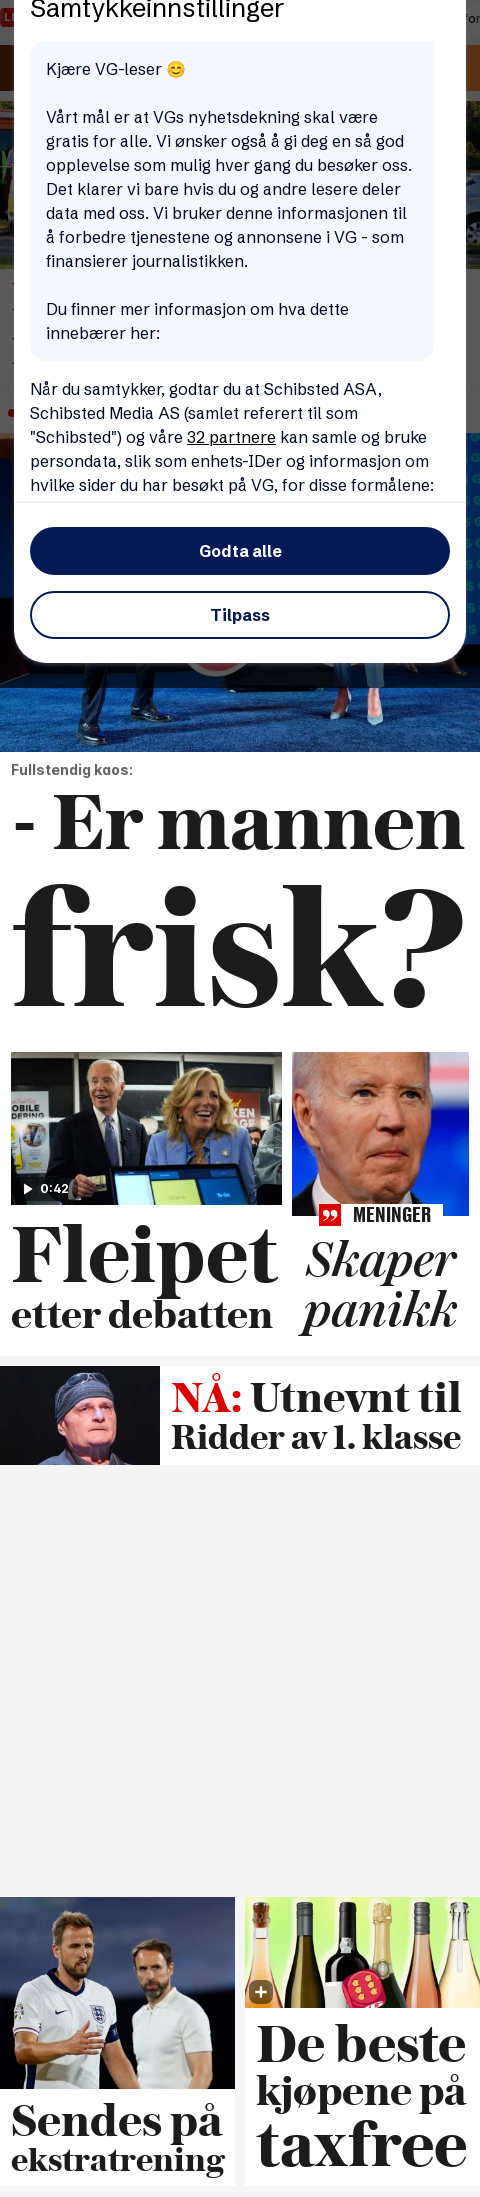 Samtykkeinnstillinger
Kjære VG-leser 😊
Vårt mål er at VGs nyhetsdekning skal være
gratis for alle. Vi ønsker også å gi deg en så god
opplevelse som mulig hver gang du besøker oss.
Det klarer vi bare hvis du og andre lesere deler
data med oss. Vi bruker denne informasjonen til
å forbedre tjenestene og annonsene i VG - som
finansierer journalistikken.
Du finner mer informasjon om hva dette
innebærer her:
Når du samtykker, godtar du at Schibsted ASA,
Schibsted Media AS (samlet referert til som
"Schibsted") og våre 32 partnere kan samle og bruke
persondata, slik som enhets-IDer og informasjon om
hvilke sider du har besøkt på VG, for disse formålene:
Godta alle
Tilpass
Fullstendig kaos:
- Er mannen
frisk?
0:42
Fleipet
etter debatten
MENINGER
Skaper
panikk
NÅ: Utnevnt til
Ridder av 1. klasse
Sendes på
ekstratrening
De beste
kjøpene på
taxfree